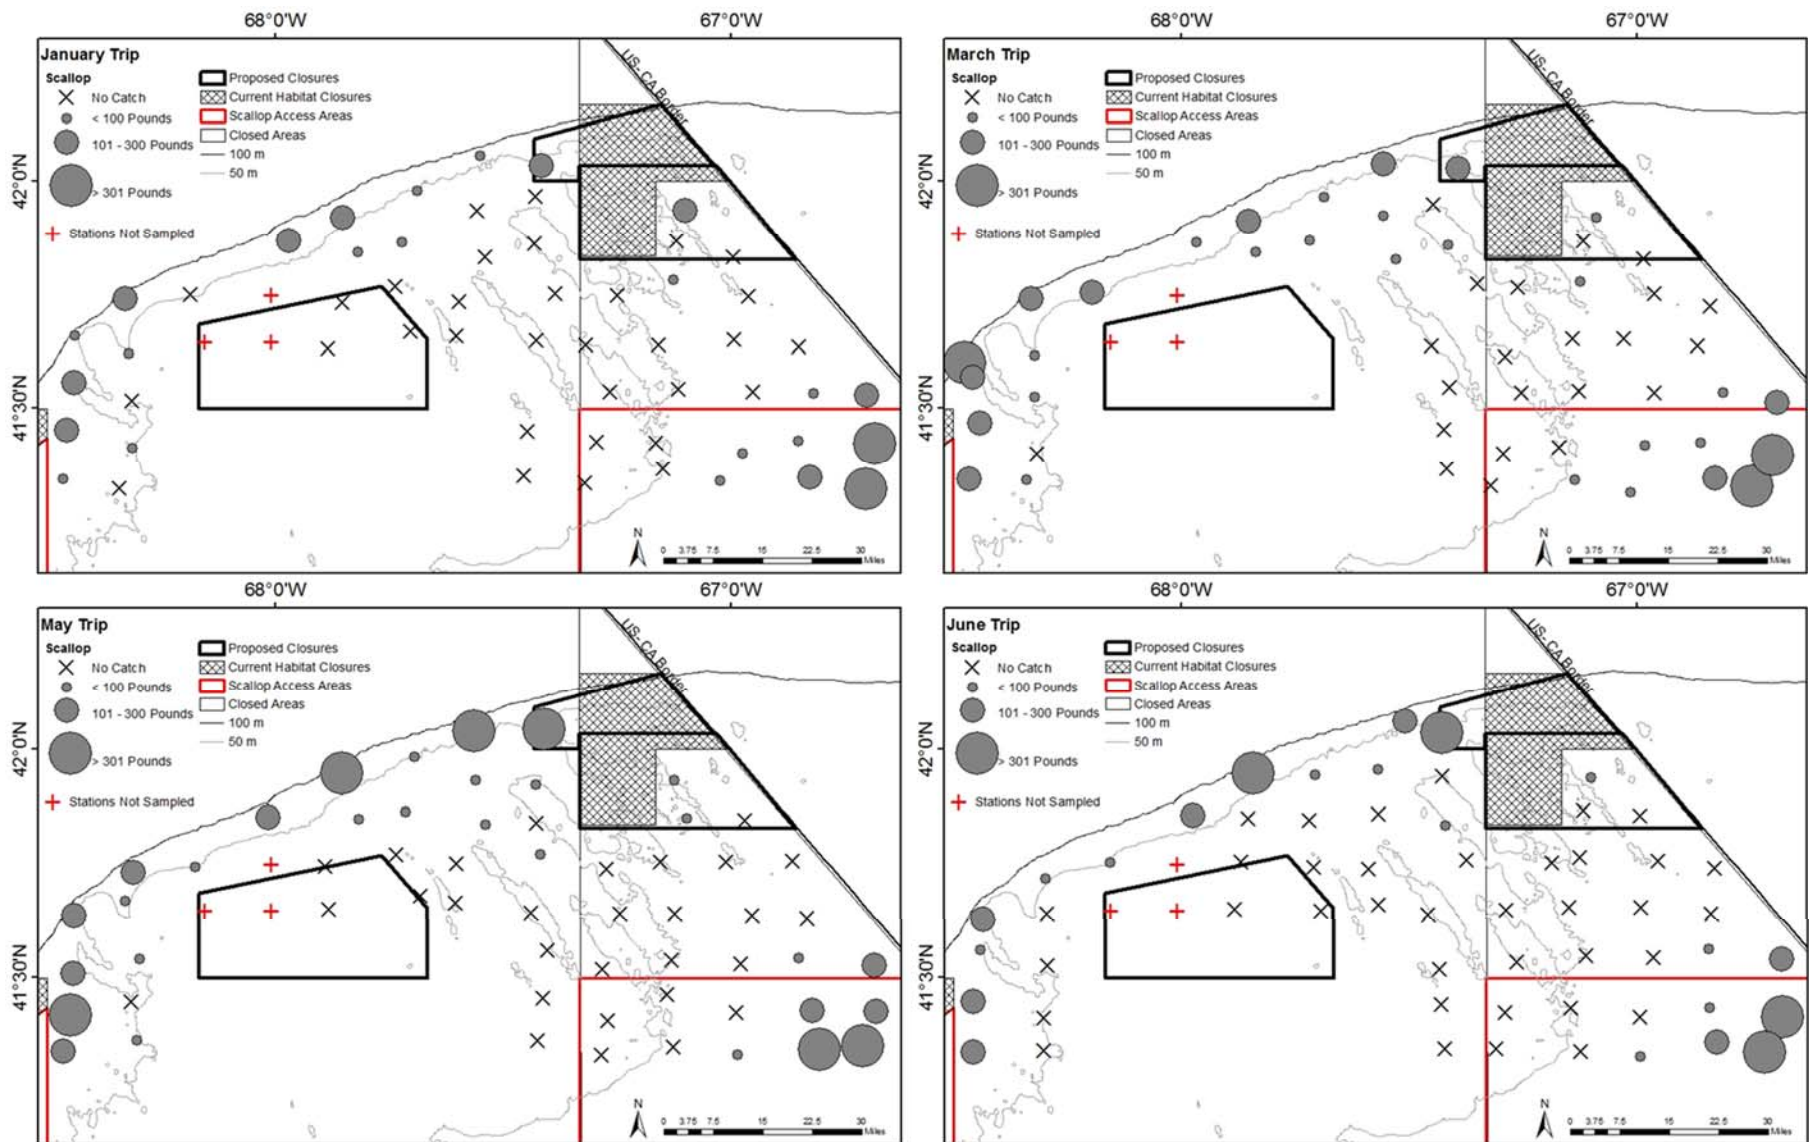 68°0'W 67°0'W
January Trip
Scallop
No Catch
< 100 Pounds
101 - 300 Pounds
> 301 Pounds
Stations Not Sampled
Proposed Closures
Current Habitat Closures
Scallop Access Areas
Closed Areas
100 m
50 m
US- CA Border
42°0'N
41°30'N
N
0 3.75 7.5 15 22.5 30
Miles
68°0'W 67°0'W
March Trip
Scallop
No Catch
< 100 Pounds
101 - 300 Pounds
> 301 Pounds
Stations Not Sampled
Proposed Closures
Current Habitat Closures
Scallop Access Areas
Closed Areas
100 m
50 m
US- CA Border
42°0'N
41°30'N
N
0 3.75 7.5 15 22.5 30
Miles
68°0'W 67°0'W
May Trip
Scallop
No Catch
< 100 Pounds
101 - 300 Pounds
> 301 Pounds
Stations Not Sampled
Proposed Closures
Current Habitat Closures
Scallop Access Areas
Closed Areas
100 m
50 m
US- CA Border
42°0'N
41°30'N
N
0 3.75 7.5 15 22.5 30
Miles
68°0'W 67°0'W
June Trip
Scallop
No Catch
< 100 Pounds
101 - 300 Pounds
> 301 Pounds
Stations Not Sampled
Proposed Closures
Current Habitat Closures
Scallop Access Areas
Closed Areas
100 m
50 m
US- CA Border
42°0'N
41°30'N
N
0 3.75 7.5 15 22.5 30
Miles